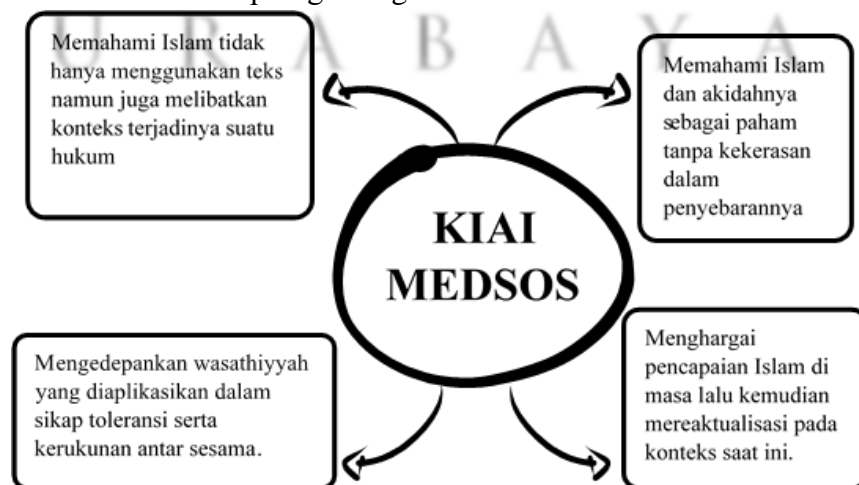 U R A B A Y A
Memahami Islam tidak
hanya menggunakan teks
namun juga melibatkan
konteks terjadinya suatu
hukum
Memahami Islam
dan akidahnya
sebagai paham
tanpa kekerasan
dalam
penyebarannya
KIAI
MEDSOS
Mengedepankan wasathiyyah
yang diaplikasikan dalam
sikap toleransi serta
kerukunan antar sesama.
Menghargai
pencapaian Islam di
masa lalu kemudian
mereaktualisasi pada
konteks saat ini.